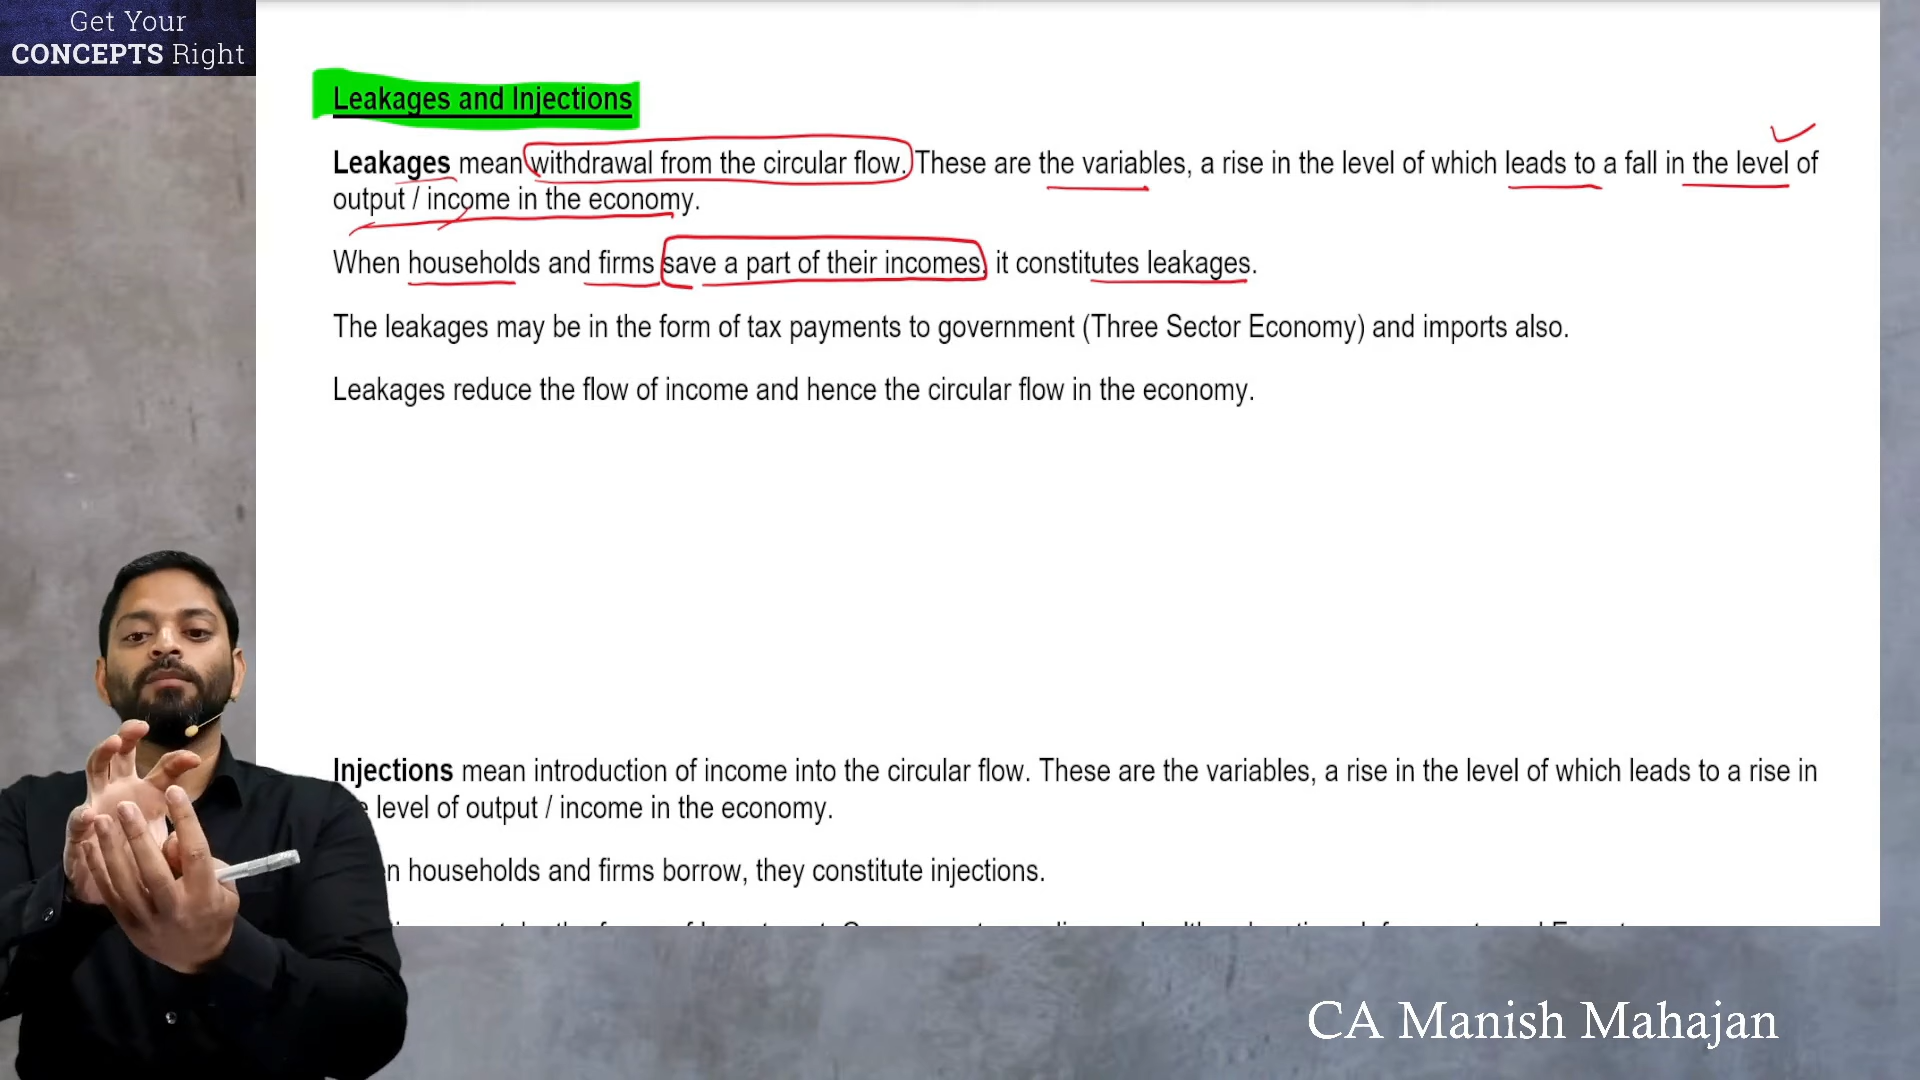 Get Your
CONCEPTS Right
Leakages and Injections
Leakages mean withdrawal from the circular flow. These are the variables, a rise in the level of which leads to a fall in the level of
output / income in the economy.
When households and firms save a part of their incomes, it constitutes leakages.
The leakages may be in the form of tax payments to government (Three Sector Economy) and imports also.
Leakages reduce the flow of income and hence the circular flow in the economy.
Injections mean introduction of income into the circular flow. These are the variables, a rise in the level of which leads to a rise in
level of output / income in the economy.
households and firms borrow, they constitute injections.
CA Manish Mahajan